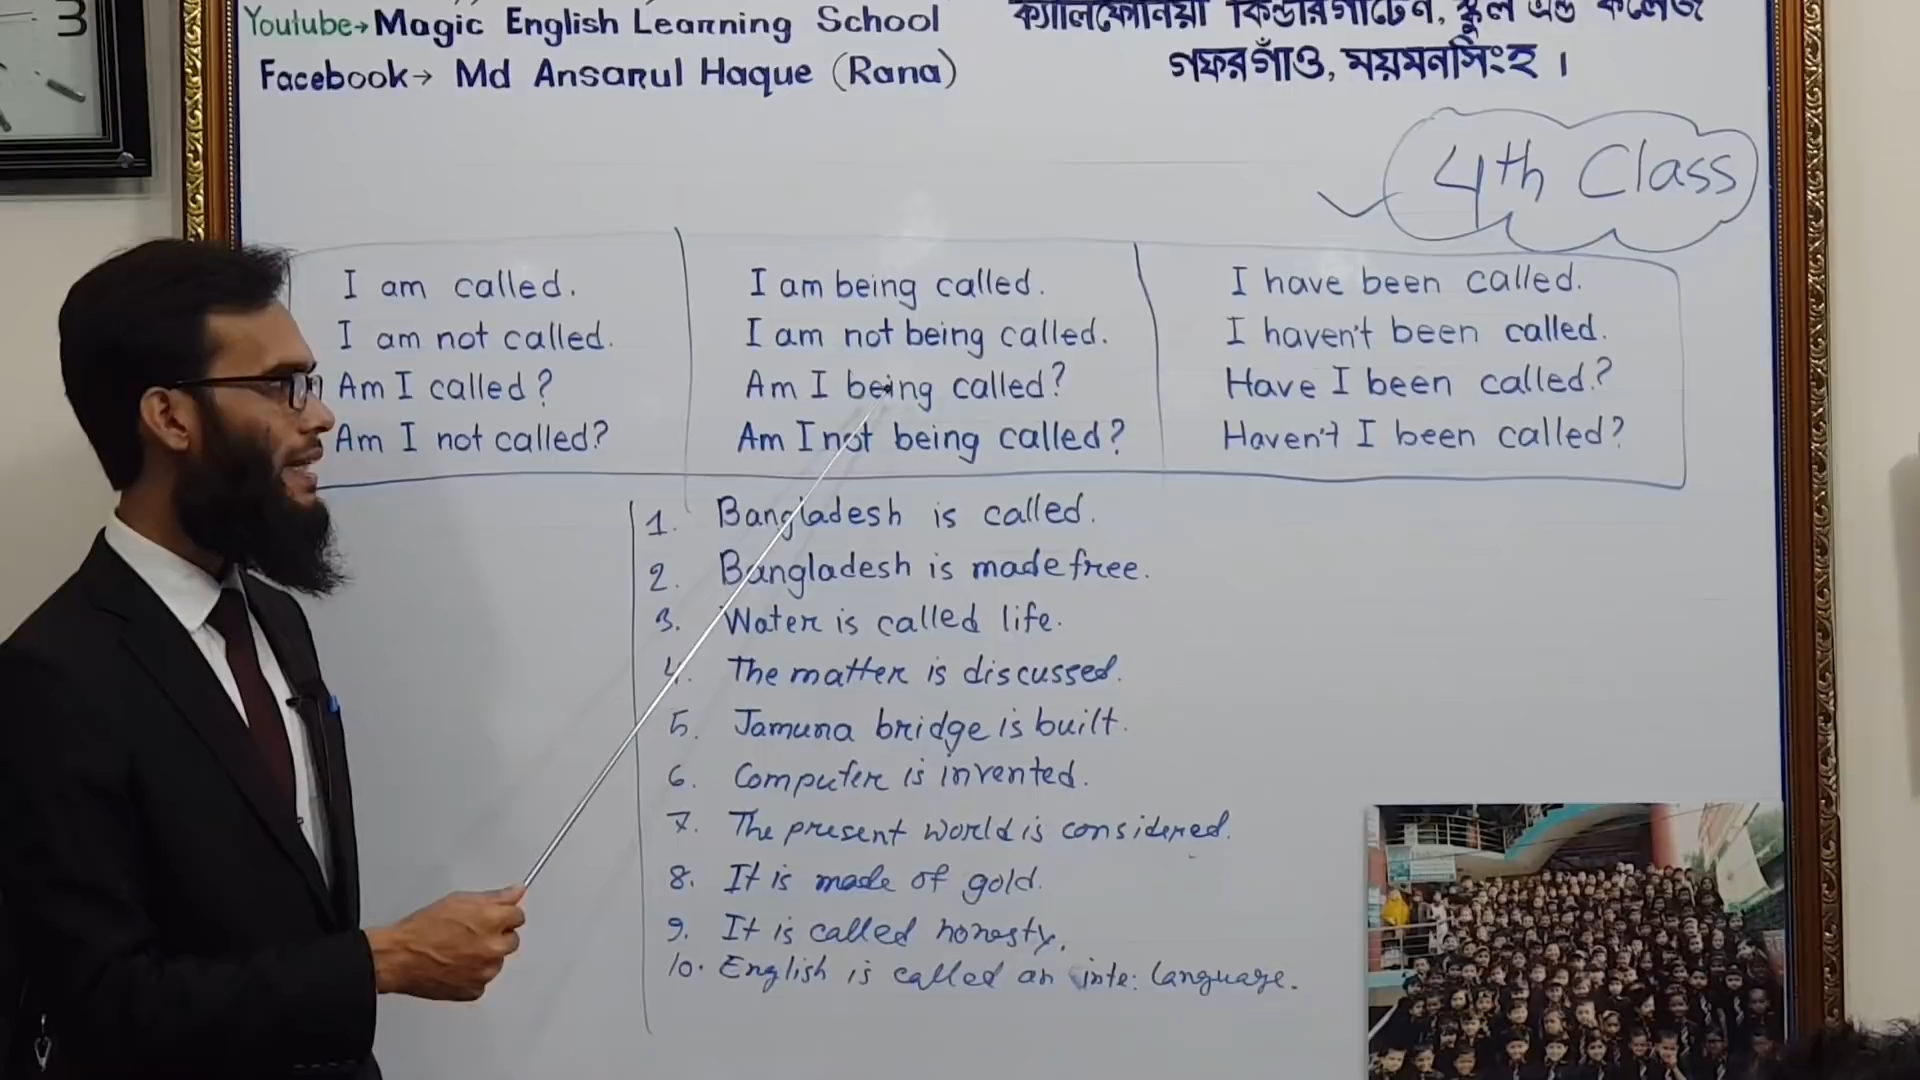 3
Youtube→ Magic English Learning School
Facebook→ Md Ansarul Haque (Rana)
ক্যালিফোর্নিয়া কিন্ডারগার্টেন, স্কুল এন্ড কলেজ
গফরগাঁও, ময়মনসিংহ।
4th Class
I am called.
I am not called.
Am I called?
Am I not called?
I am being called.
I am not being called.
Am I being called?
Am I not being called?
I have been called.
I haven't been called.
Have I been called?
Haven't I been called?
1. Bangladesh is called.
2. Bangladesh is made free.
3. Water is called life.
4. The matter is discussed.
5. Jamuna bridge is built.
6. Computer is invented.
7. The present world is considered.
8. It is made of gold.
9. It is called honesty.
10. English is called an inte: language.